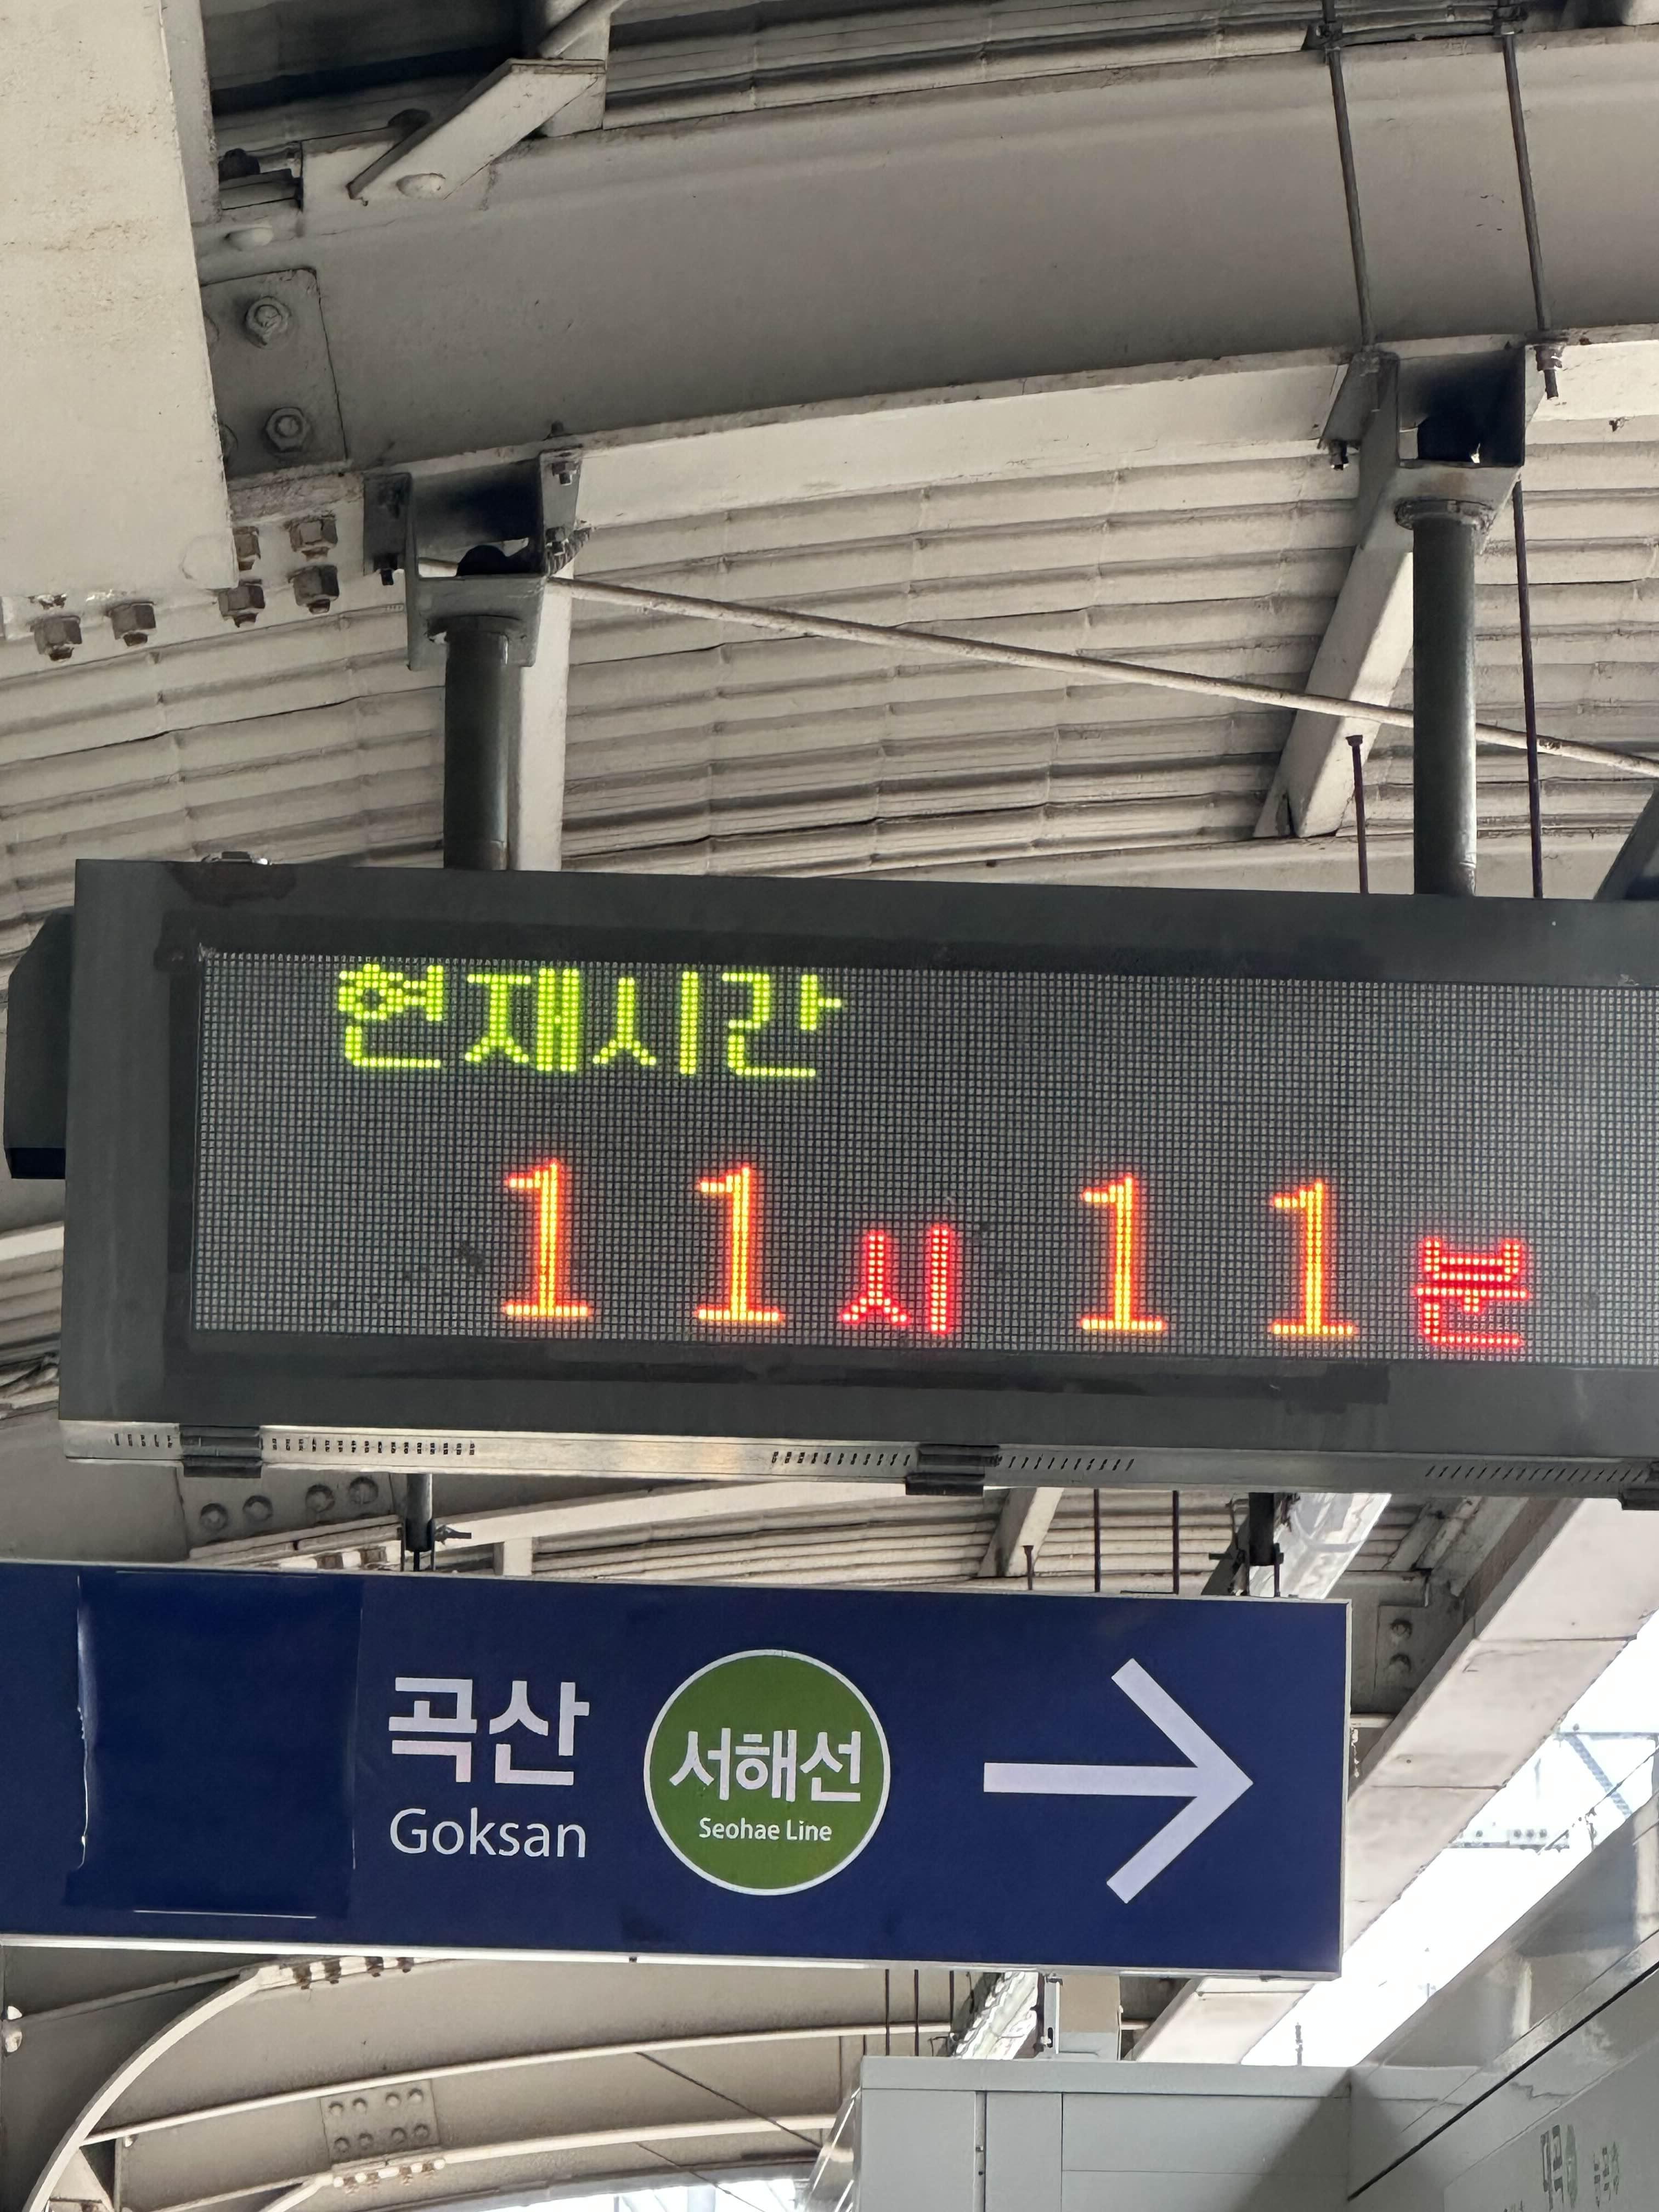 현재시간
11시 11분
곡산
Goksan
서해선
Seohae Line